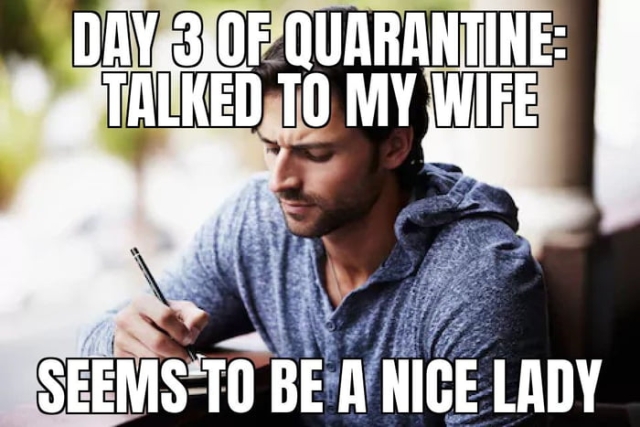 DAY 3 OF QUARANTINE:
TALKED TO MY WIFE
SEEMS TO BE A NICE LADY